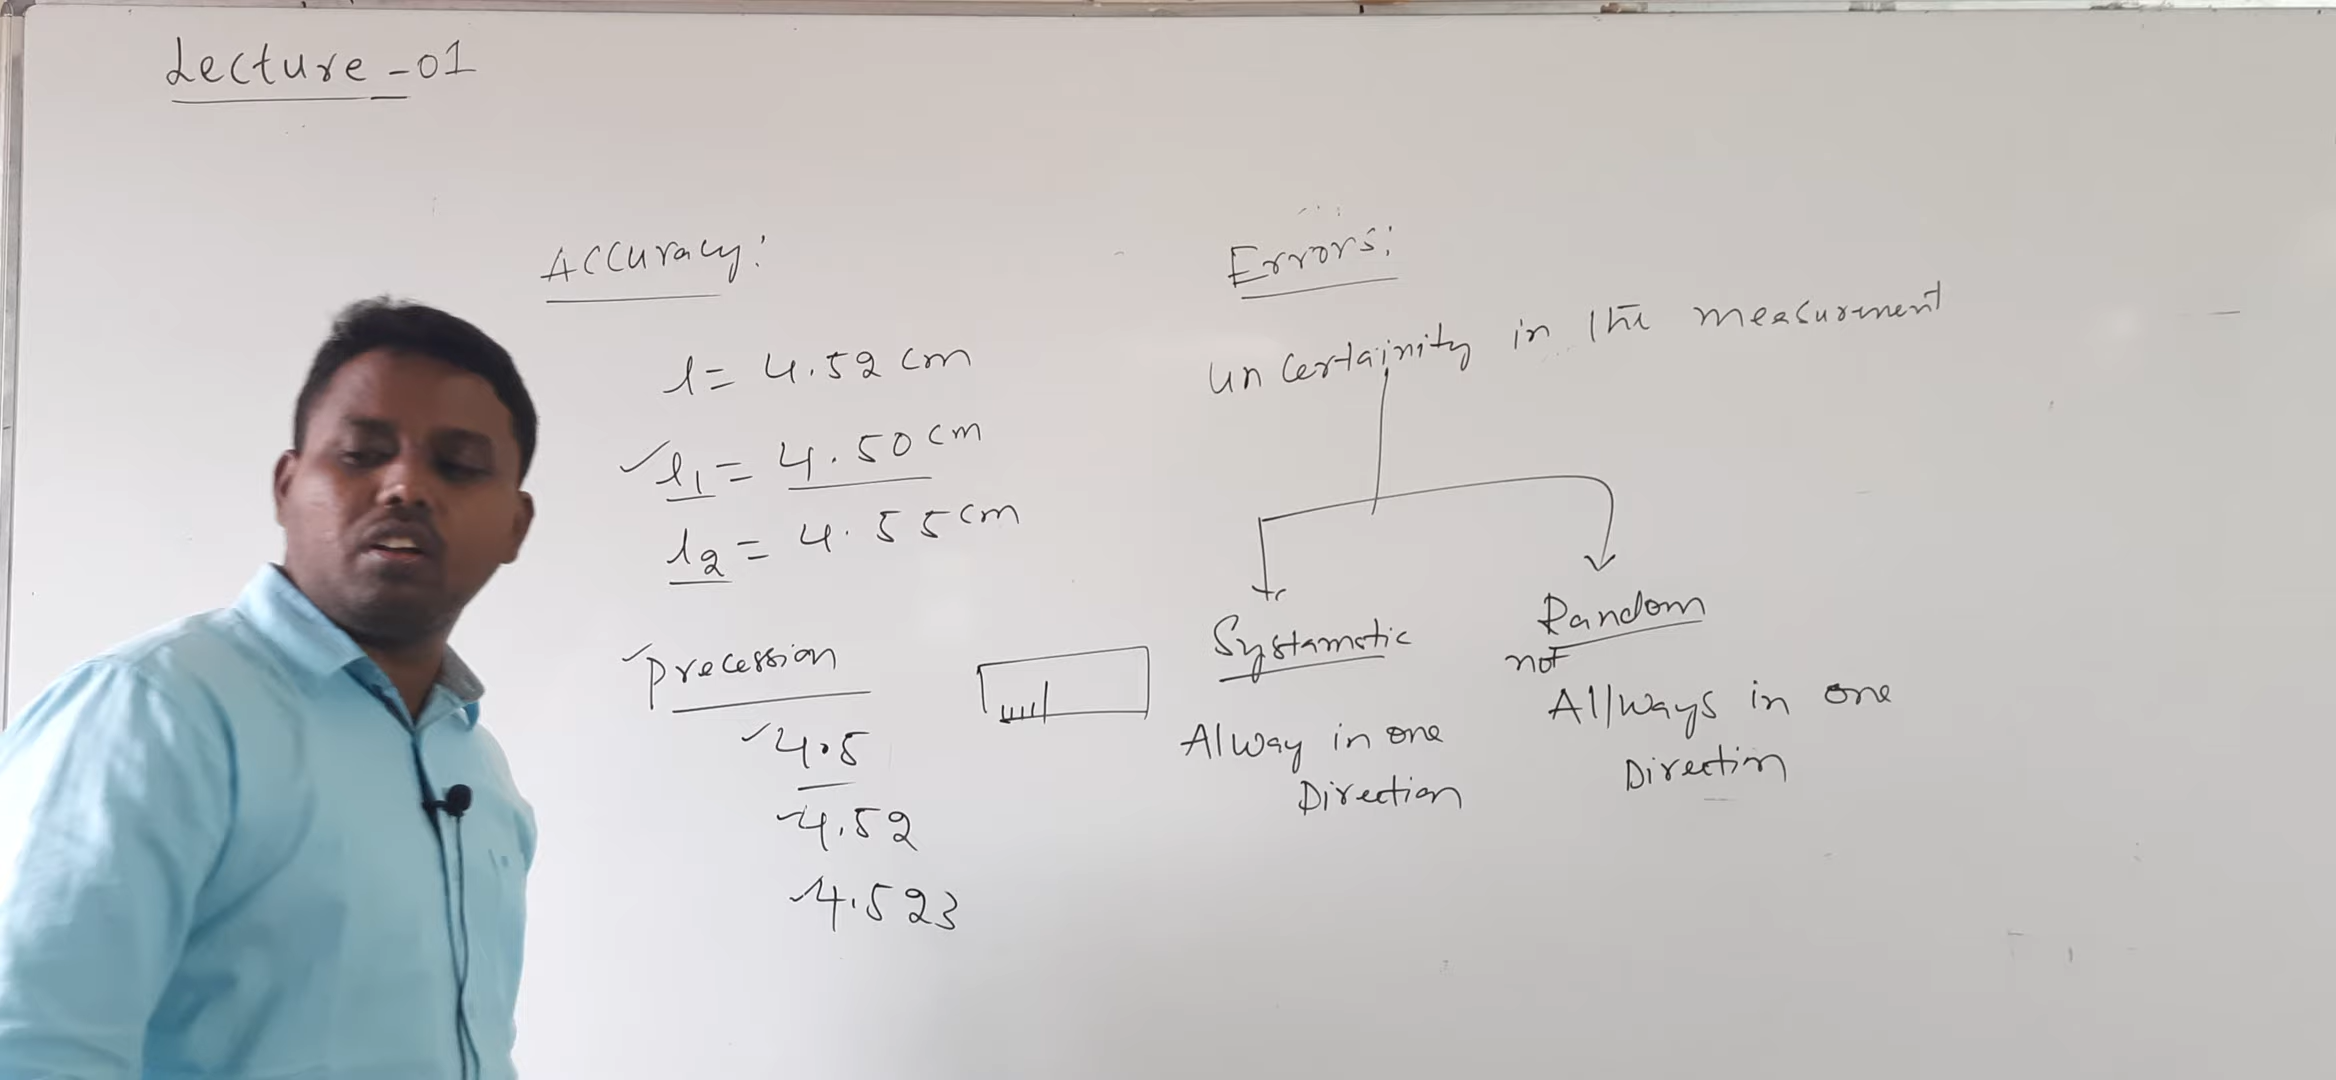 Lecture-01
Accuracy:
l = 4.52 cm
l1 = 4.50 cm
l2 = 4.55 cm
Precession
4.5
4.52
4.523
Errors:
uncertainity in the measurement
Systamatic
Alway in one
Direction
Random
not
Allways in one
Direction